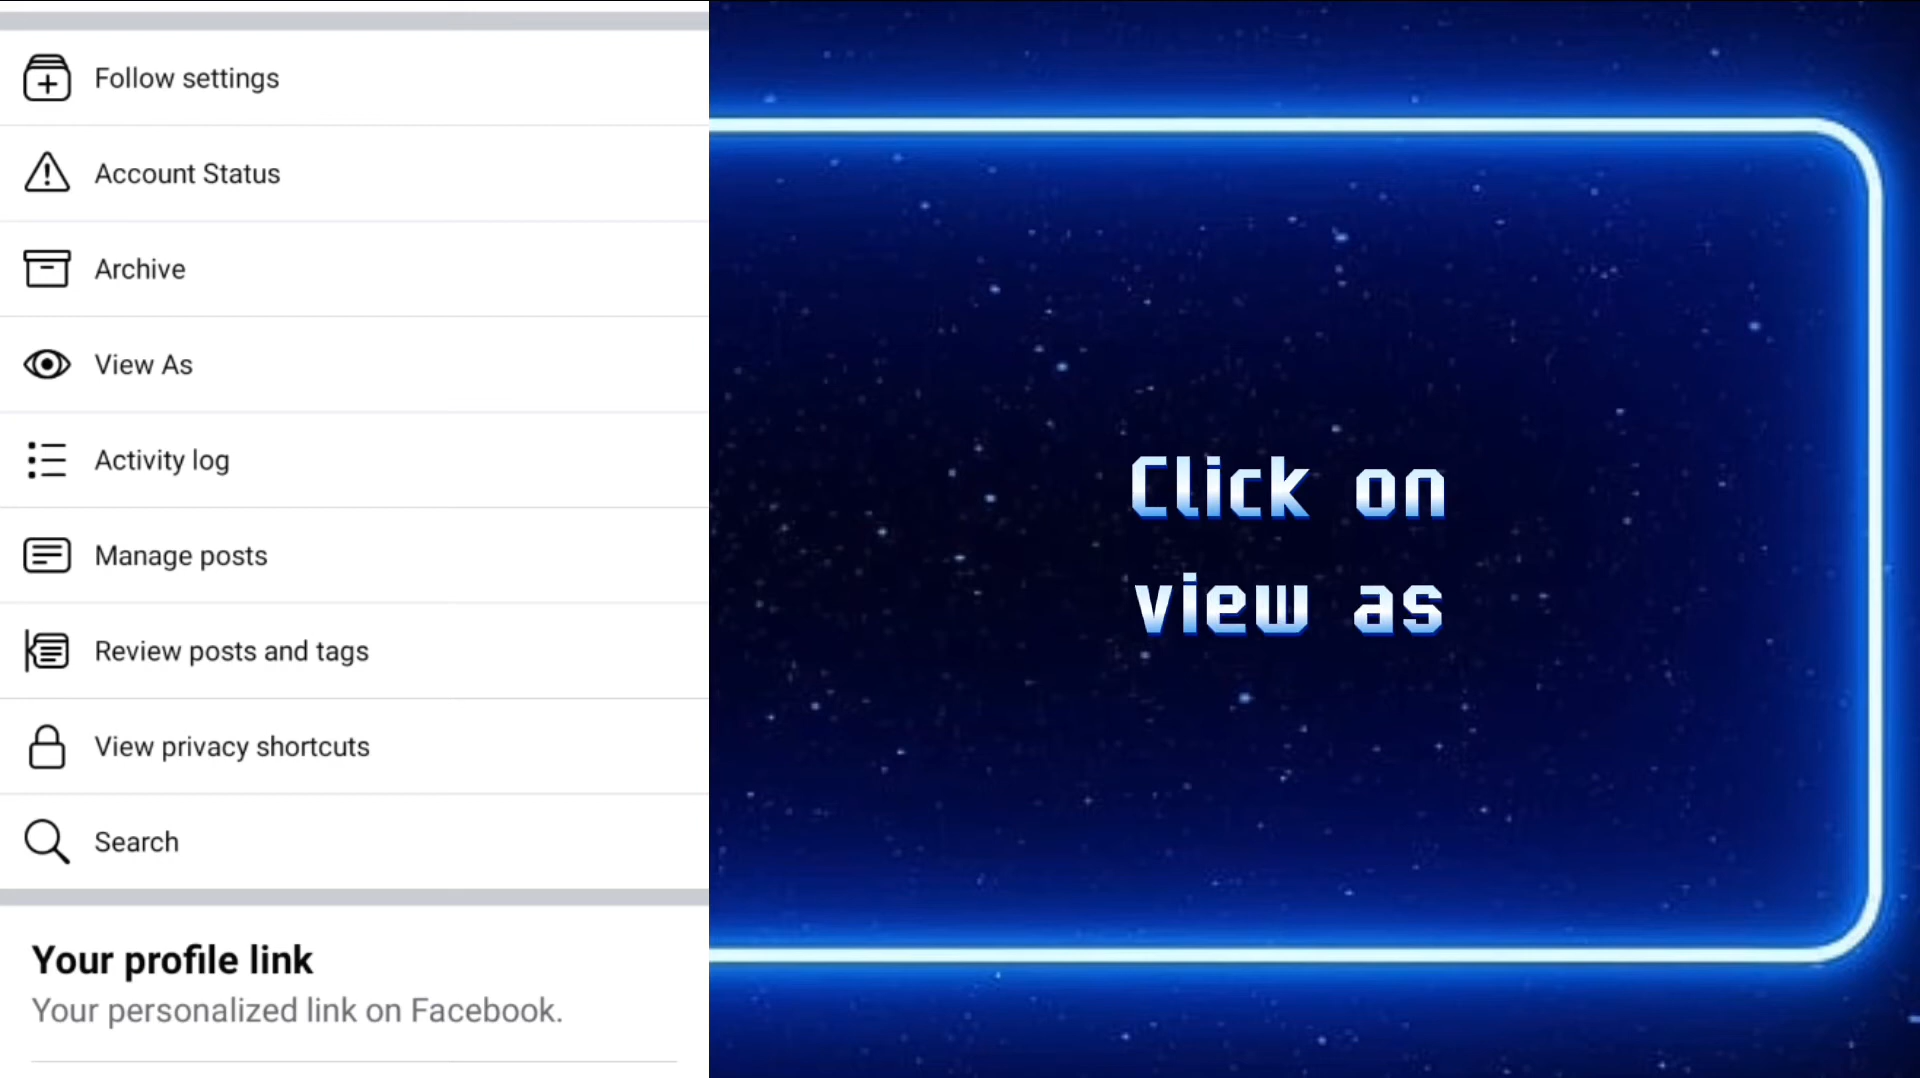 Follow settings
Account Status
Archive
View As
Activity log
Manage posts
Review posts and tags
View privacy shortcuts
Search
Your profile link
Your personalized link on Facebook.
Click on
view as